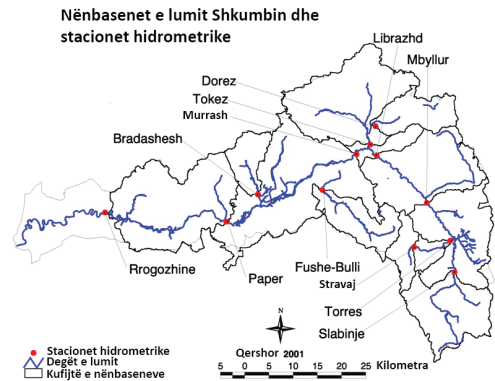 Nënbasenet e lumit Shkumbin dhe
stacionet hidrometrike
Librazhd
Mbyllur
Dorez
Tokez
Murrash
Bradashesh
Rrogozhine
Paper
Fushe-Bulli
Stravaj
Torres
Slabinje
N
Stacionet hidrometrike
Degët e lumit
Kufijtë e nënbaseneve
Qershor 2001
5 0 5 10 15 20 25 Kilometra